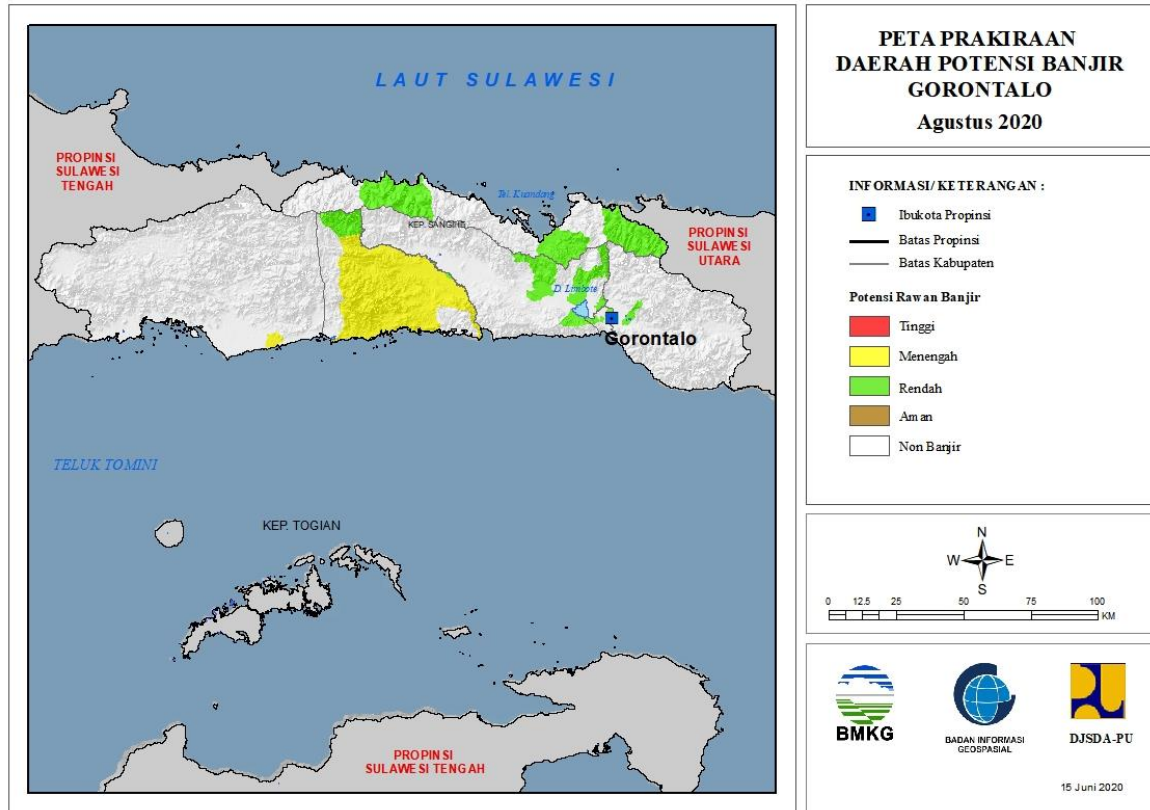 LAUT SULAWESI
PROPINSI
SULAWESI
TENGAH
Tel. Kuandang
KEP. SANGIHE
PROPINSI
SULAWESI
UTARA
D. Limboto
Gorontalo
TELUK TOMINI
KEP. TOGIAN
PROPINSI
SULAWESI TENGAH
PETA PRAKIRAAN
DAERAH POTENSI BANJIR
GORONTALO
Agustus 2020
INFORMASI/ KETERANGAN :
Ibukota Propinsi
Batas Propinsi
Batas Kabupaten
Potensi Rawan Banjir
Tinggi
Menengah
Rendah
Aman
Non Banjir
N
W E
S
0 12.5 25 50 75 100
KM
BMKG
BADAN INFORMASI
GEOSPASIAL
DJSDA-PU
15 Juni 2020